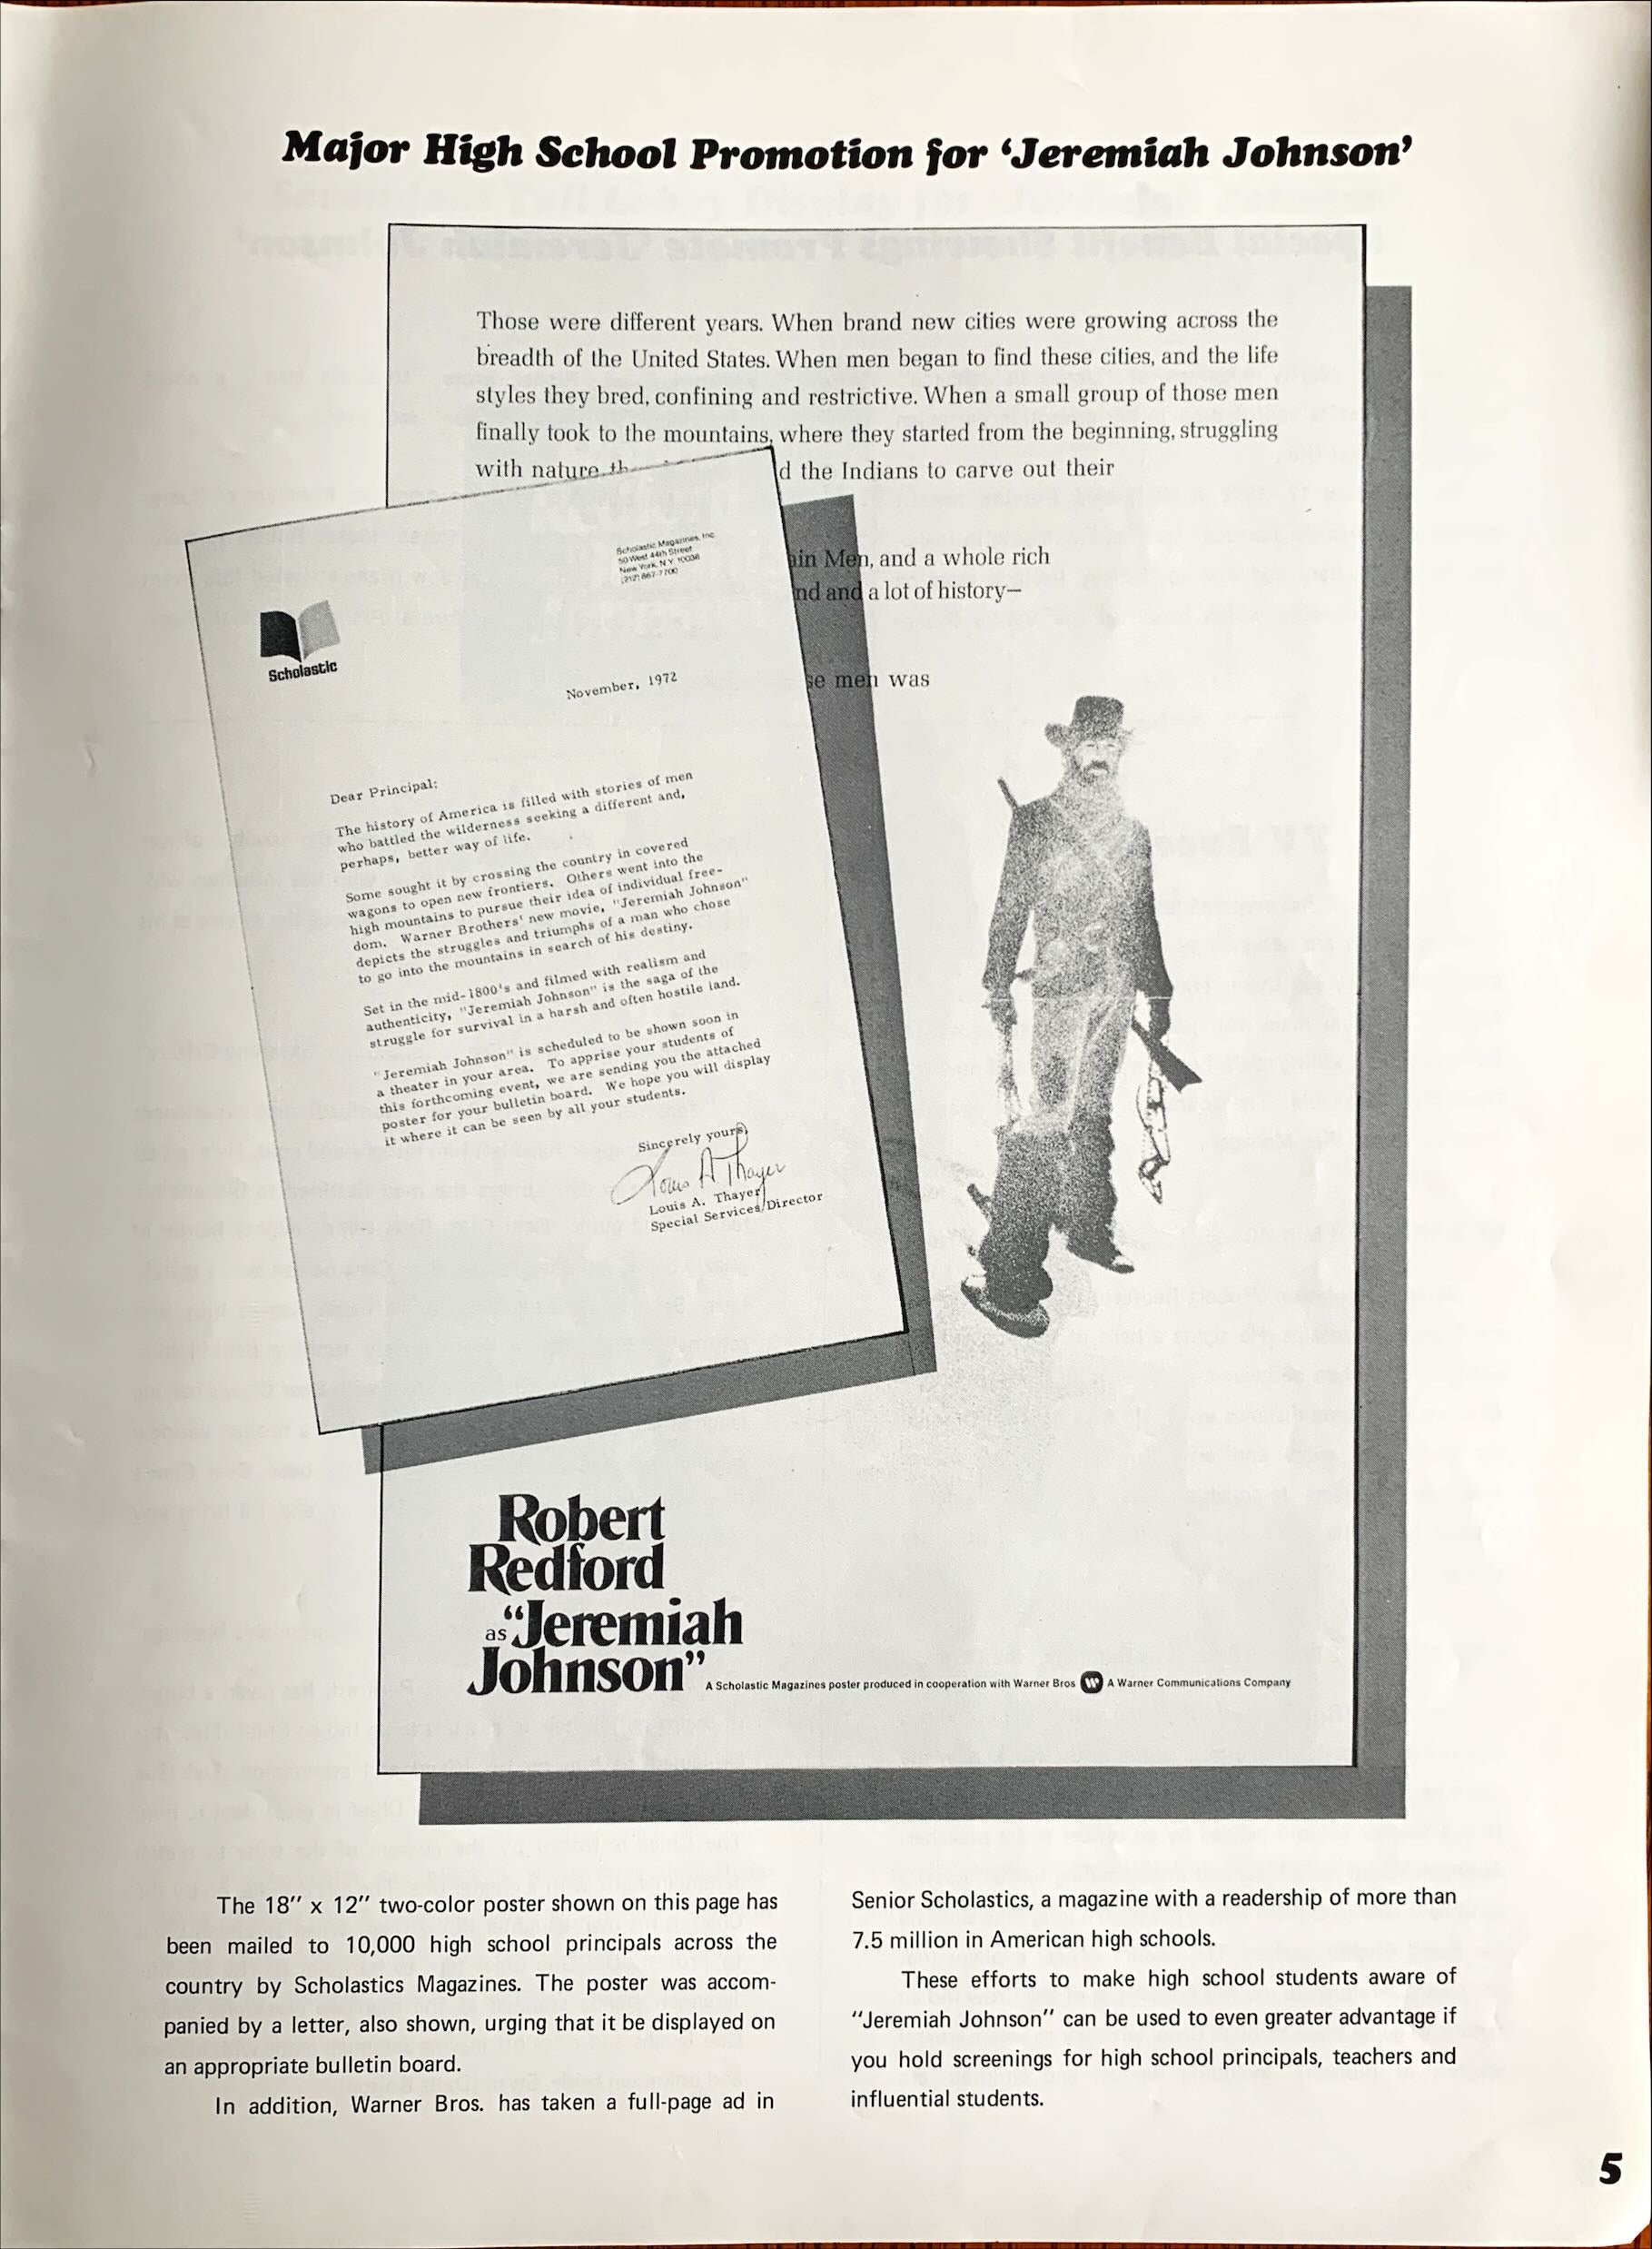 Major High School Promotion for ‘Jeremiah Johnson’
Those were different years. When brand new cities were growing across the
breadth of the United States. When men began to find these cities, and the life
styles they bred, confining and restrictive. When a small group of those men
finally took to the mountains, where they started from the beginning, struggling
with nature th d the Indians to carve out their
ain Men, and a whole rich
nd and a lot of history—
se men was
Scholastic Magazines, Inc.
50 West 44th Street
New York, N.Y. 10036
(212) 867-7700
Scholastic
November, 1972
Dear Principal:
The history of America is filled with stories of men
who battled the wilderness seeking a different and,
perhaps, better way of life.
Some sought it by crossing the country in covered
wagons to open new frontiers. Others went into the
high mountains to pursue their idea of individual free-
dom. Warner Brothers' new movie, "Jeremiah Johnson"
depicts the struggles and triumphs of a man who chose
to go into the mountains in search of his destiny.
Set in the mid-1800's and filmed with realism and
authenticity, "Jeremiah Johnson" is the saga of the
struggle for survival in a harsh and often hostile land.
"Jeremiah Johnson" is scheduled to be shown soon in
a theater in your area. To apprise your students of
this forthcoming event, we are sending you the attached
poster for your bulletin board. We hope you will display
it where it can be seen by all your students.
Sincerely yours,
Louis A Thayer
Louis A. Thayer
Special Services Director
Robert
Redford
as “Jeremiah
Johnson”
A Scholastic Magazines poster produced in cooperation with Warner Bros W A Warner Communications Company
The 18" x 12" two-color poster shown on this page has
been mailed to 10,000 high school principals across the
country by Scholastics Magazines. The poster was accom-
panied by a letter, also shown, urging that it be displayed on
an appropriate bulletin board.
In addition, Warner Bros. has taken a full-page ad in
Senior Scholastics, a magazine with a readership of more than
7.5 million in American high schools.
These efforts to make high school students aware of
"Jeremiah Johnson" can be used to even greater advantage if
you hold screenings for high school principals, teachers and
influential students.
5